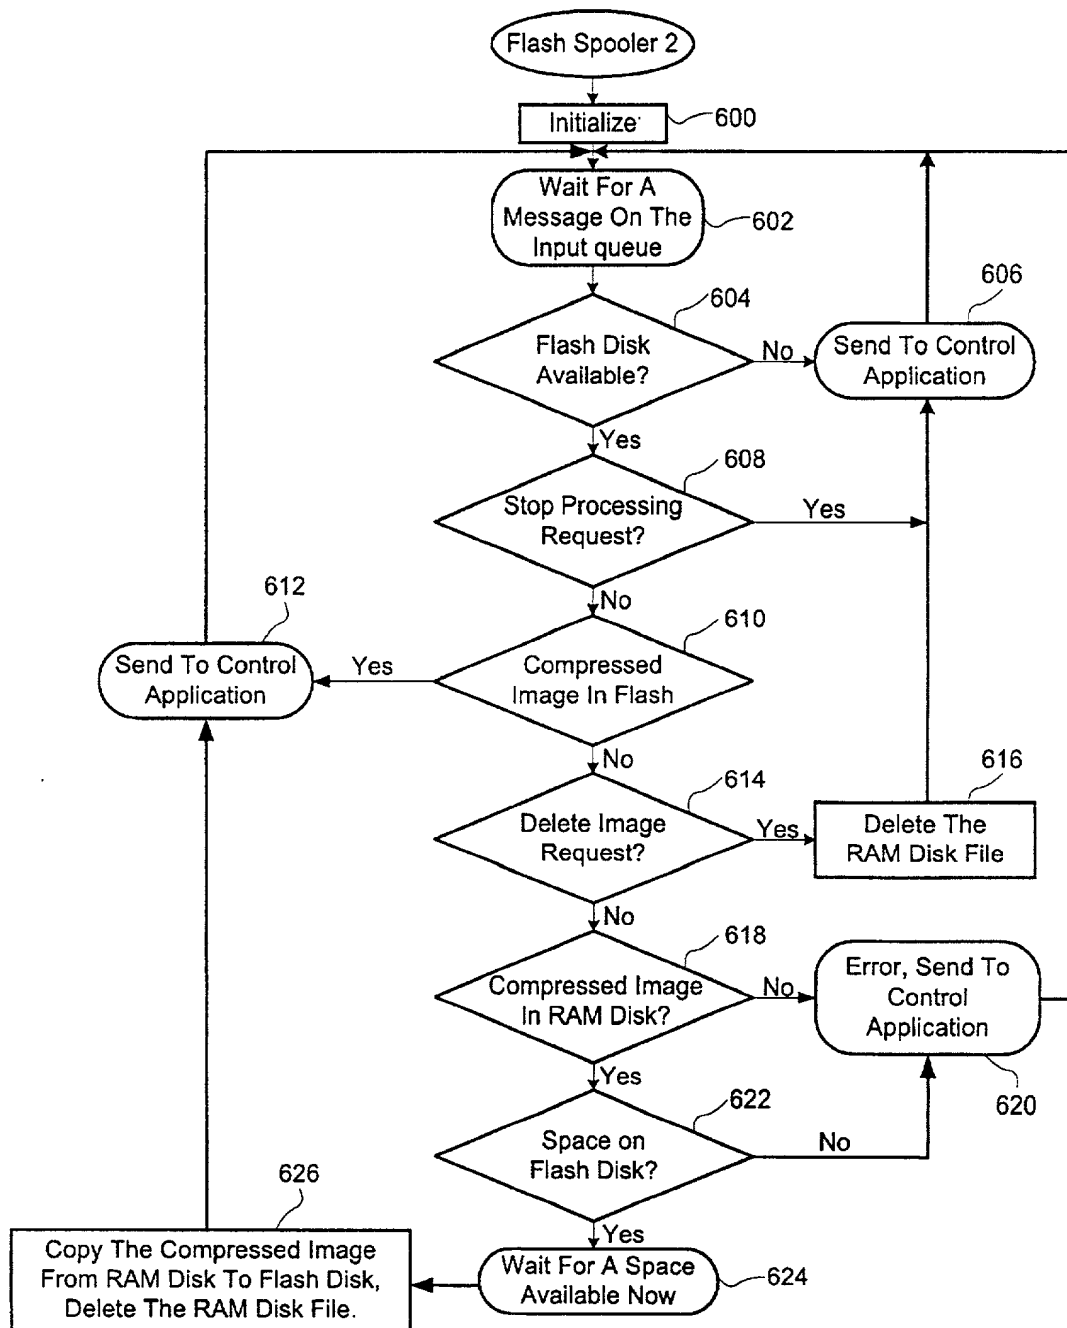 Flash Spooler 2
Initialize
600
Wait For A
Message On The
Input queue
602
604
606
Flash Disk
Available?
No
Send To Control
Application
Yes
608
Stop Processing
Request?
Yes
No
612
610
Send To Control
Application
Yes
Compressed
Image In Flash
No
614
616
Delete Image
Request?
Yes
Delete The
RAM Disk File
No
618
Compressed Image
In RAM Disk?
No
Error, Send To
Control
Application
Yes
620
622
Space on
Flash Disk?
No
626
Yes
Copy The Compressed Image
From RAM Disk To Flash Disk,
Delete The RAM Disk File.
Wait For A Space
Available Now
624